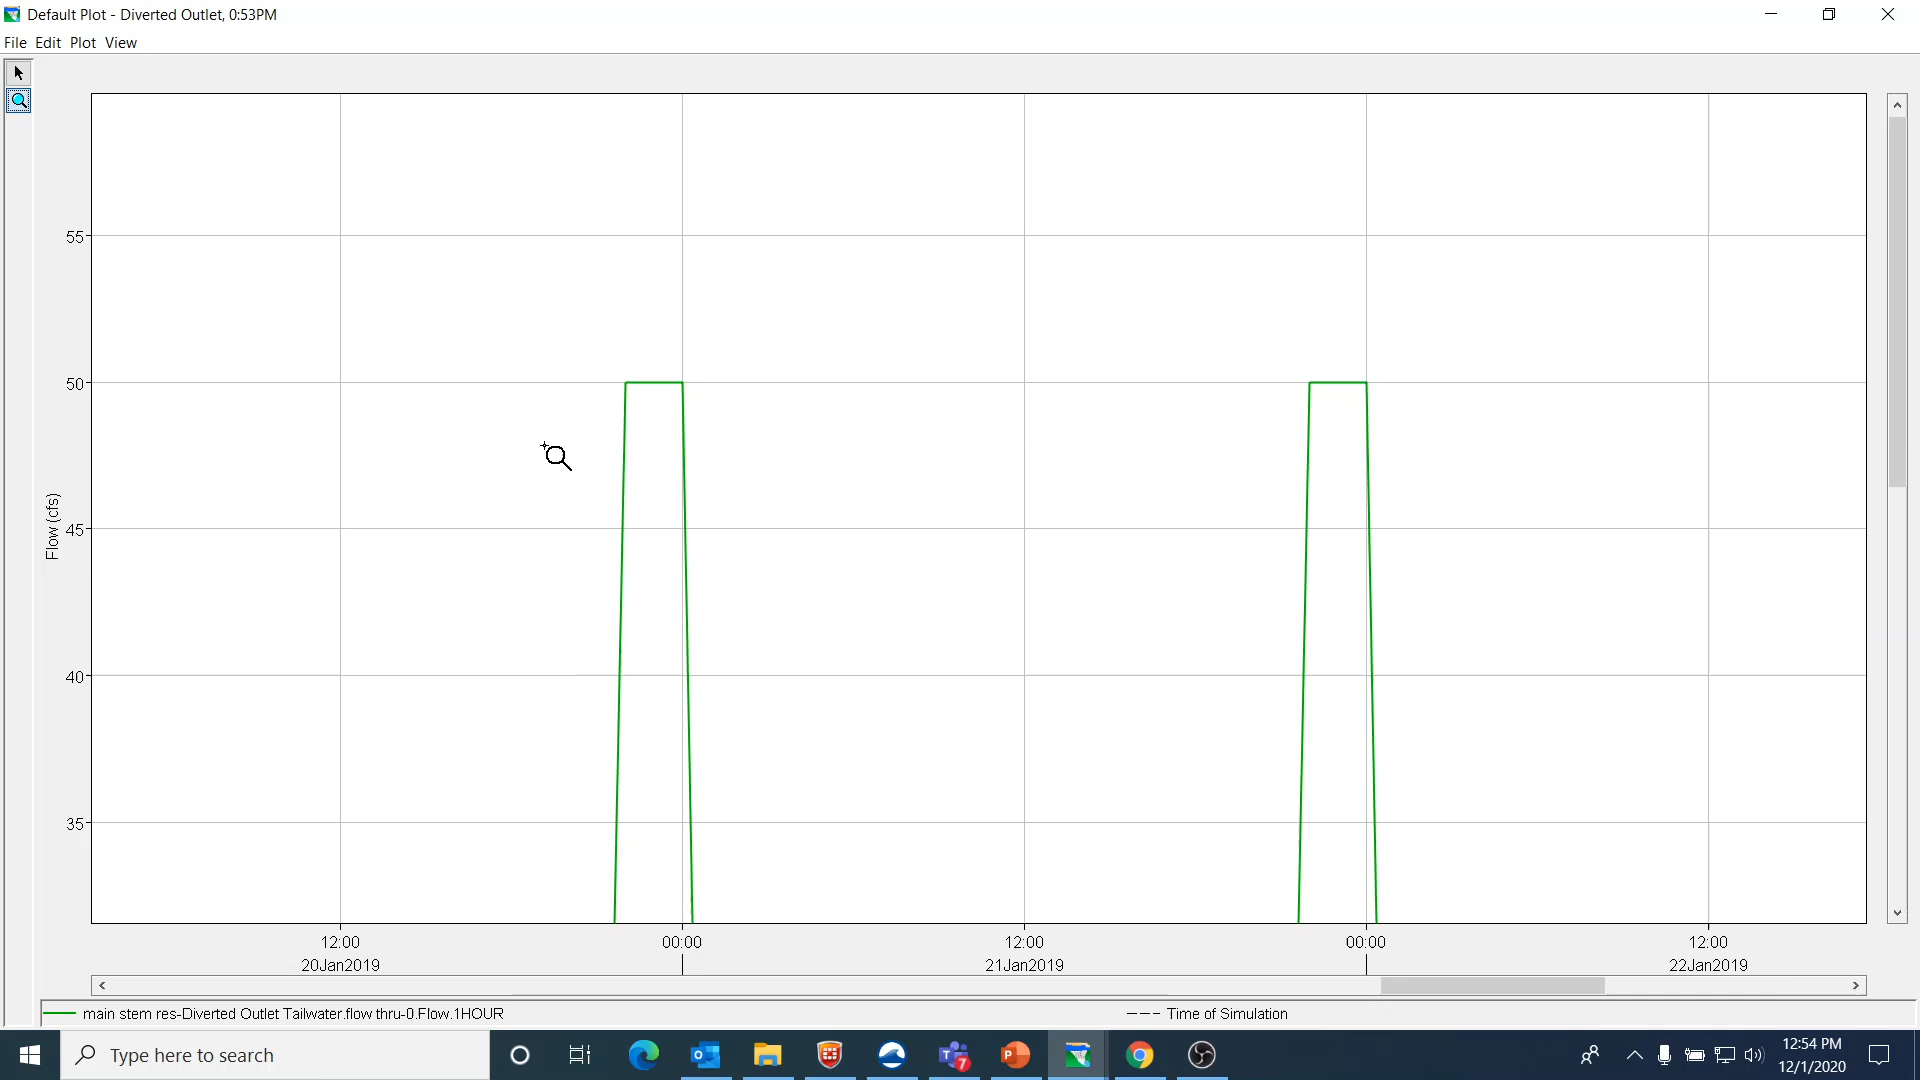 Default Plot - Diverted Outlet, 0:53PM
File Edit Plot View
55
50
45
40
35
Flow (cfs)
12:00 00:00 12:00 00:00 12:00
20Jan2019 21Jan2019 22Jan2019
main stem res-Diverted Outlet Tailwater.flow thru-0.Flow.1HOUR Time of Simulation
Type here to search
7
12:54 PM
12/1/2020